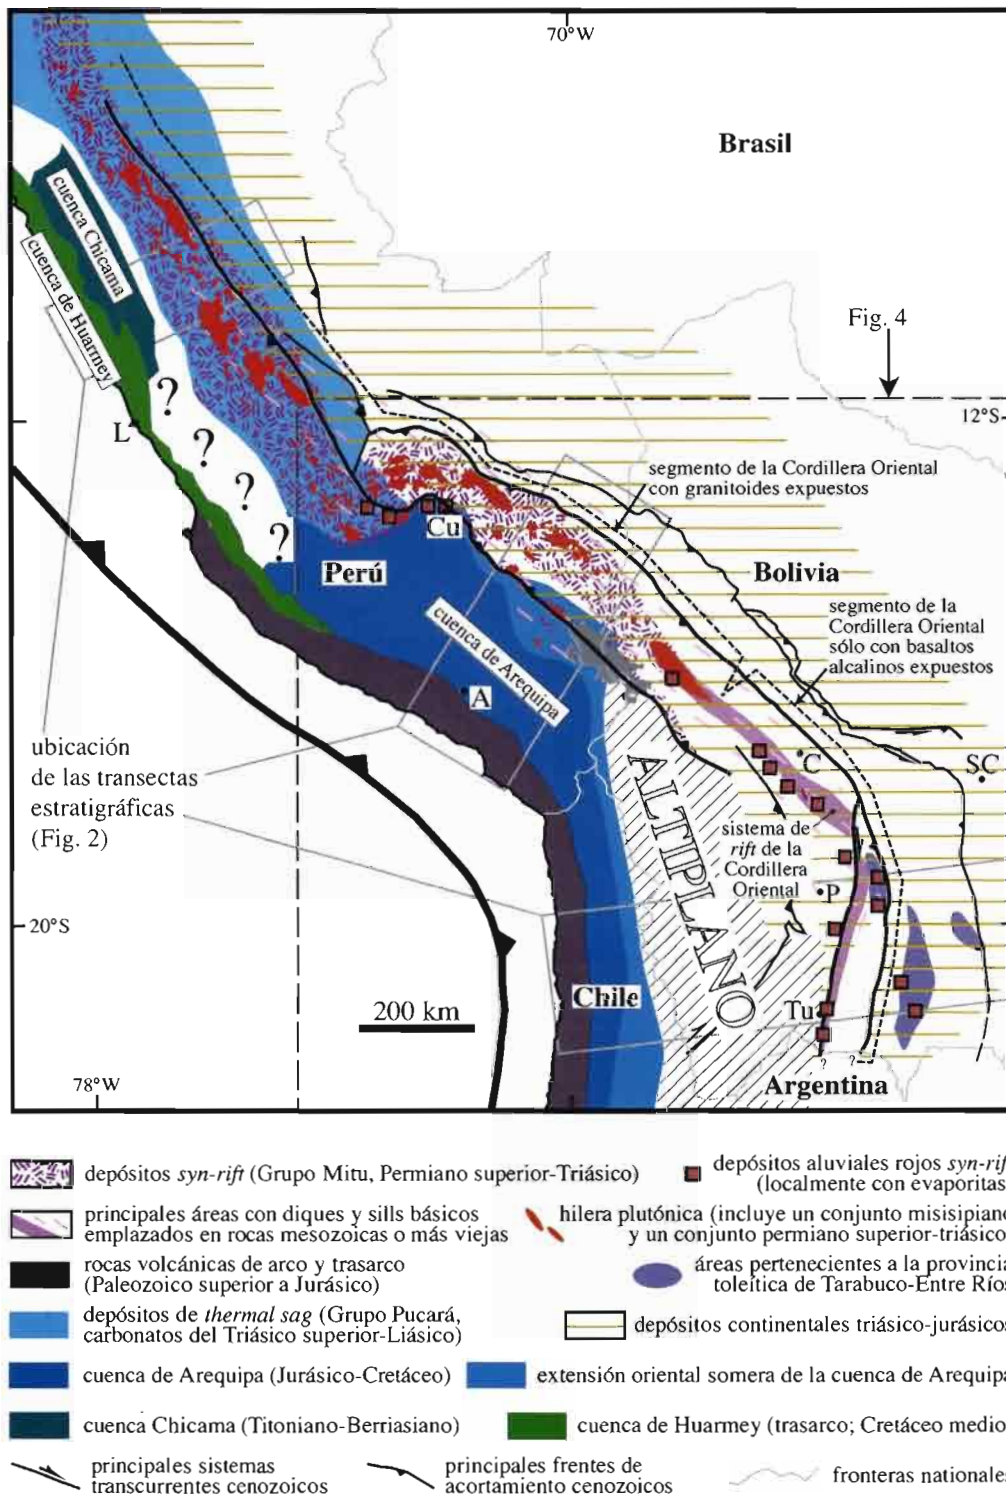 70°W
Brasil
cuenca Chicama
cuenca de Huarmey
Fig. 4
12°S
?
?
?
?
L
segmento de la Cordillera Oriental
con granitoides expuestos
Cu
Perú
Bolivia
cuenca de Arequipa
segmento de la
Cordillera Oriental
sólo con basaltos
alcalinos expuestos
A
ubicación
de las transectas
estratigráficas
(Fig. 2)
C
SC
ALTIPLANO
sistema de
rift de la
Cordillera
Oriental
P
20°S
Chile
200 km
Tu
? ?
78°W
Argentina
depósitos syn-rift (Grupo Mitu, Permiano superior-Triásico)
depósitos aluviales rojos syn-rif
(localmente con evaporitas
principales áreas con diques y sills básicos
emplazados en rocas mesozoicas o más viejas
hilera plutónica (incluye un conjunto misisipiano
y un conjunto permiano superior-triásico
rocas volcánicas de arco y trasarco
(Paleozoico superior a Jurásico)
áreas pertenecientes a la provincia
toleítica de Tarabuco-Entre Ríos
depósitos de thermal sag (Grupo Pucará,
carbonatos del Triásico superior-Liásico)
depósitos continentales triásico-jurásicos
cuenca de Arequipa (Jurásico-Cretáceo)
extensión oriental somera de la cuenca de Arequipa
cuenca Chicama (Titoniano-Berriasiano)
cuenca de Huarmey (trasarco; Cretáceo medio
principales sistemas
transcurrentes cenozoicos
principales frentes de
acortamiento cenozoicos
fronteras nationales